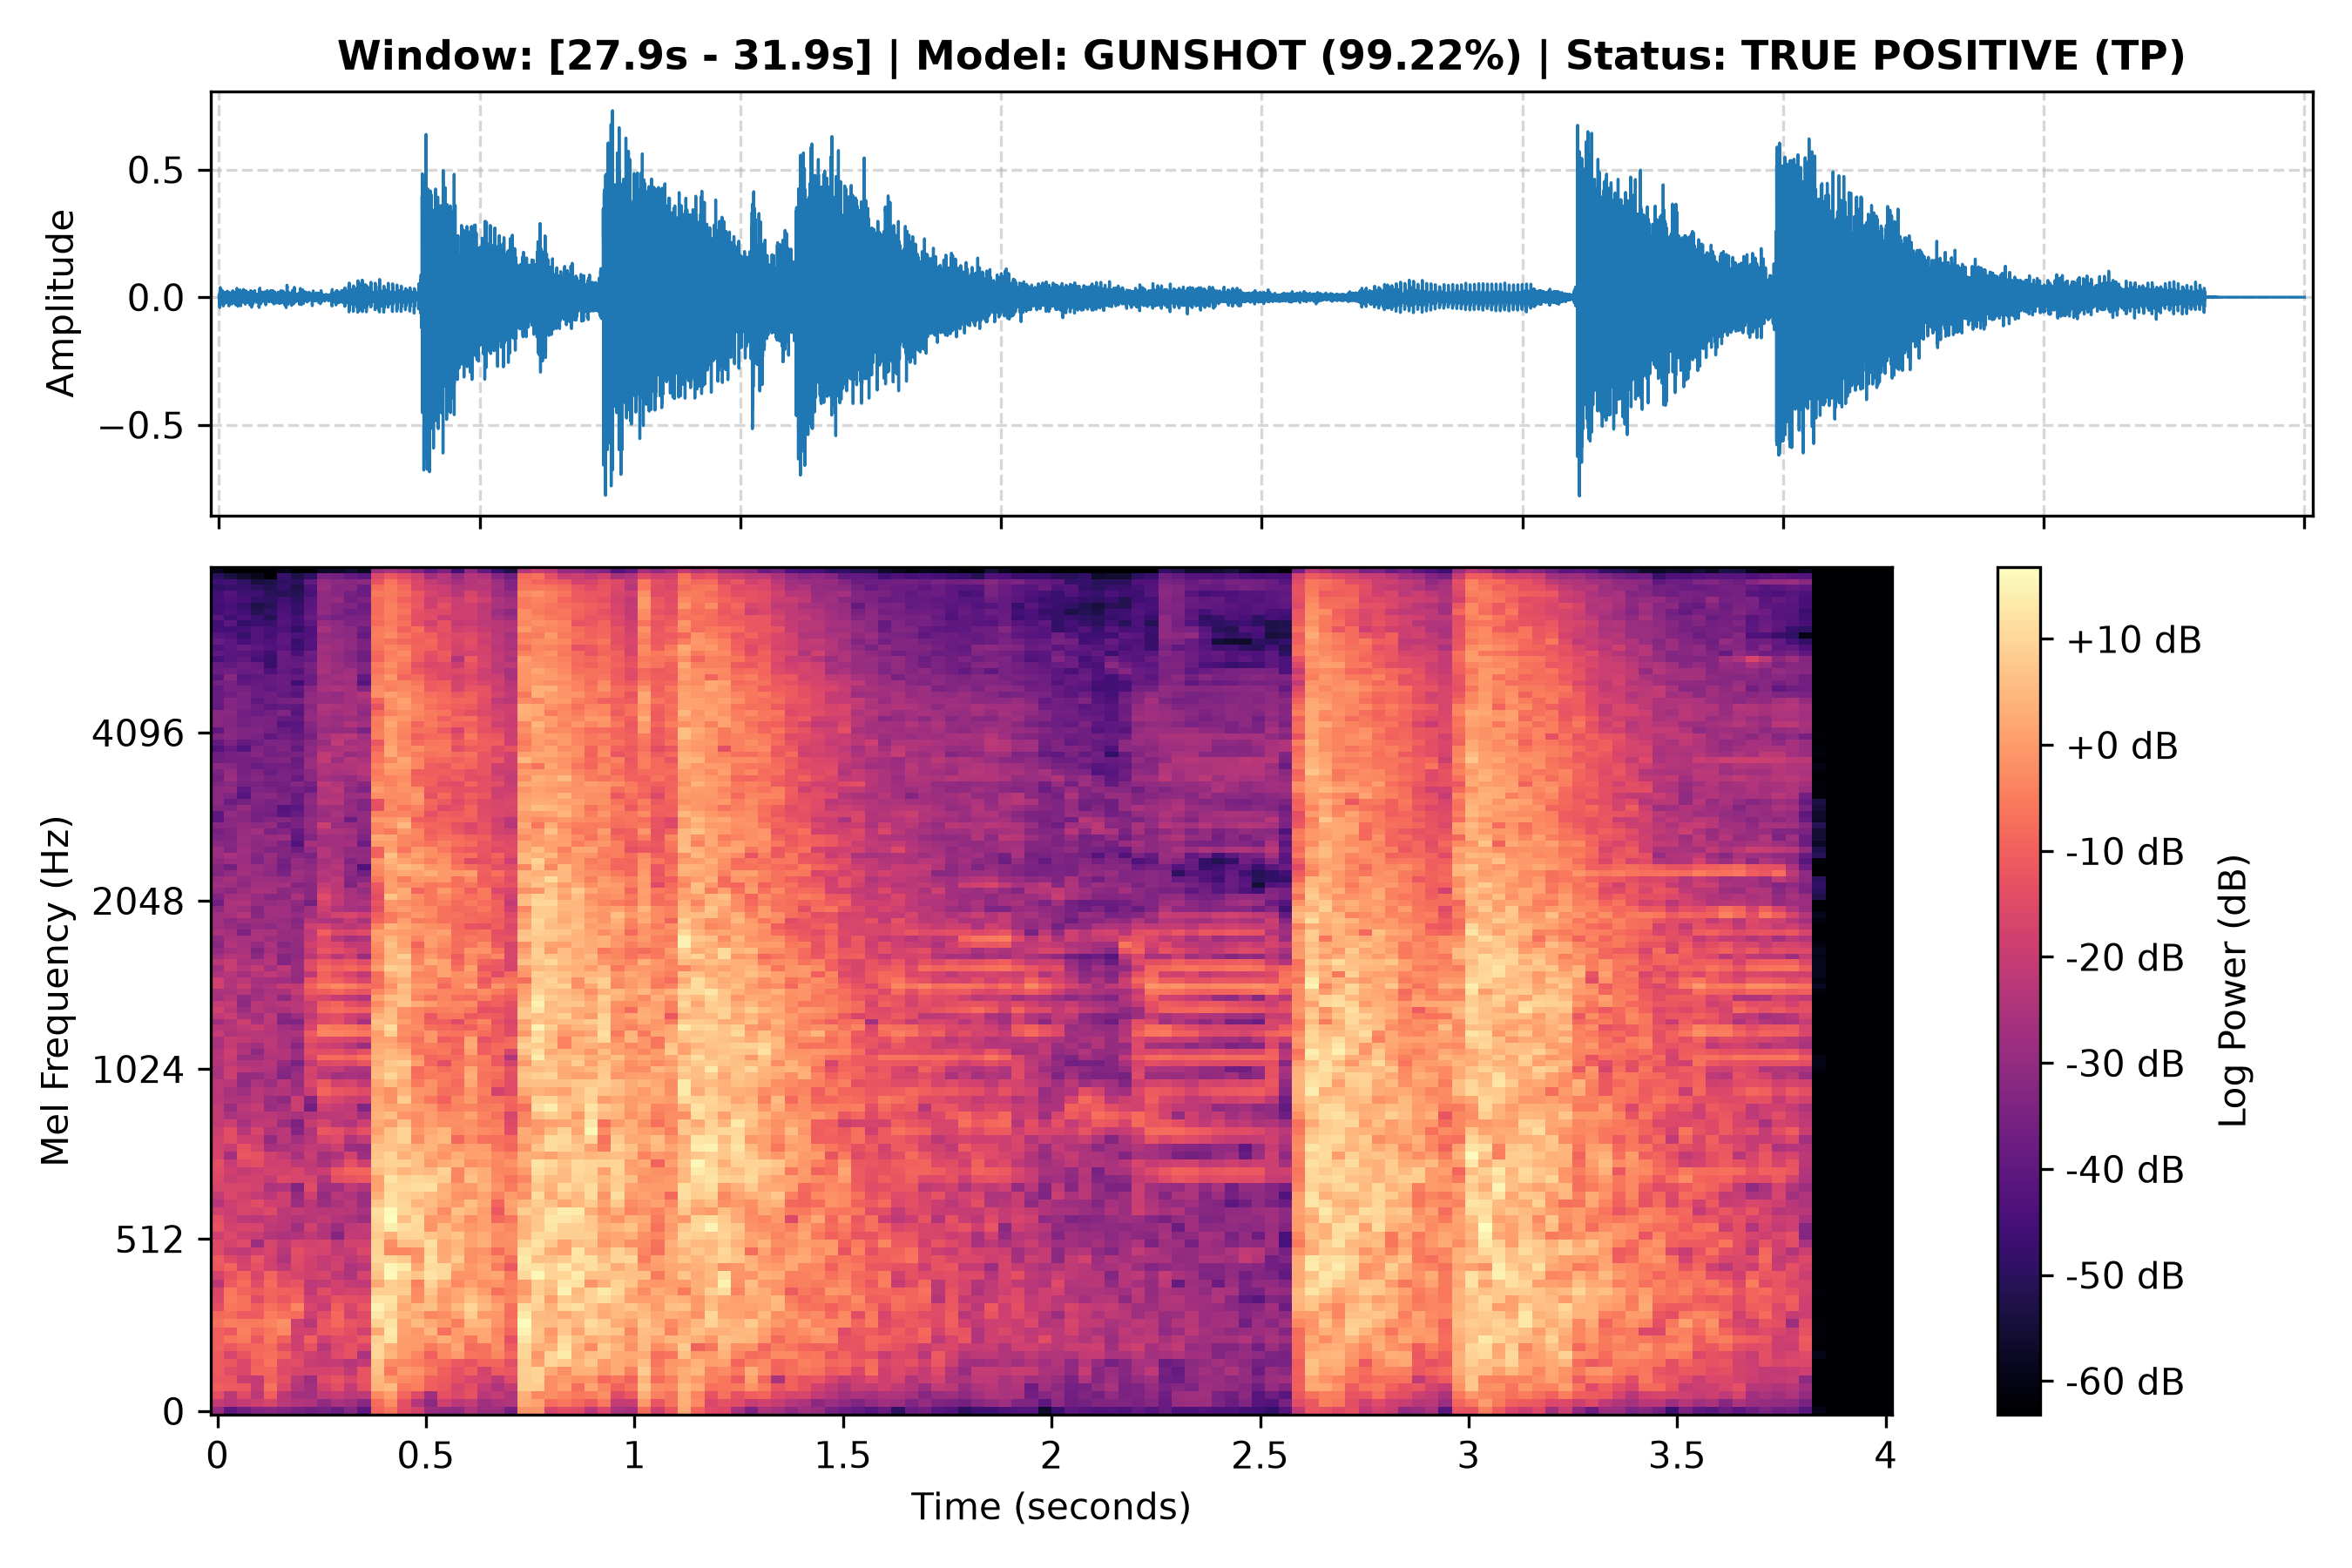 Window: [27.9s - 31.9s] | Model: GUNSHOT (99.22%) | Status: TRUE POSITIVE (TP)
Amplitude
0.5
0.0
−0.5
Mel Frequency (Hz)
4096
2048
1024
512
0
0 0.5 1 1.5 2 2.5 3 3.5 4
Time (seconds)
+10 dB
+0 dB
-10 dB
-20 dB
-30 dB
-40 dB
-50 dB
-60 dB
Log Power (dB)